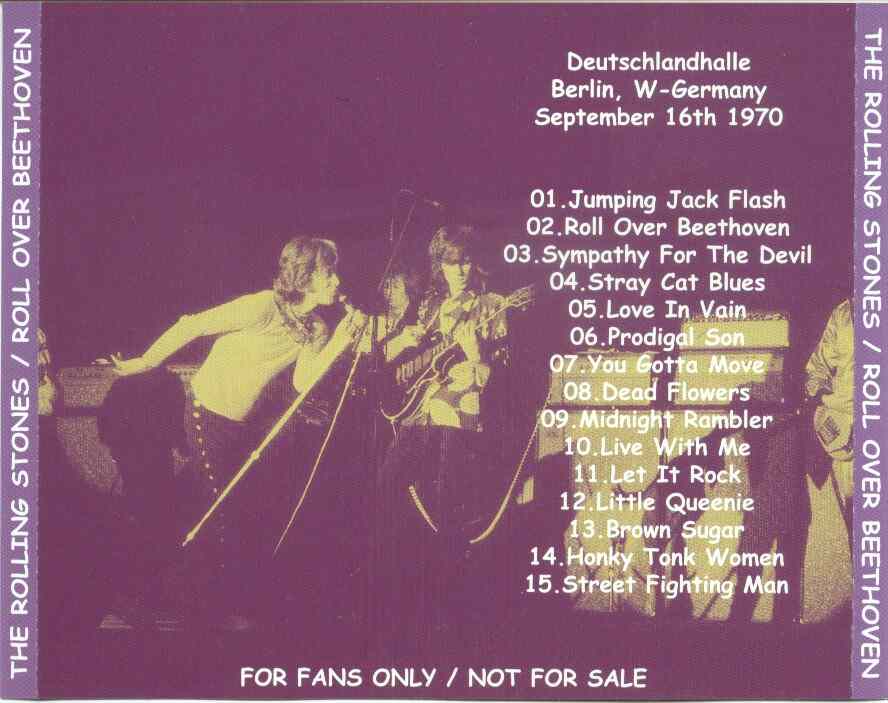 THE ROLLING STONES / ROLL OVER BEETHOVEN
Deutschlandhalle
Berlin, W-Germany
September 16th 1970
01.Jumping Jack Flash
02.Roll Over Beethoven
03.Sympathy For The Devil
04.Stray Cat Blues
05.Love In Vain
06.Prodigal Son
07.You Gotta Move
08.Dead Flowers
09.Midnight Rambler
10.Live With Me
11.Let It Rock
12.Little Queenie
13.Brown Sugar
14.Honky Tonk Women
15.Street Fighting Man
FOR FANS ONLY / NOT FOR SALE
THE ROLLING STONES / ROLL OVER BEETHOVEN